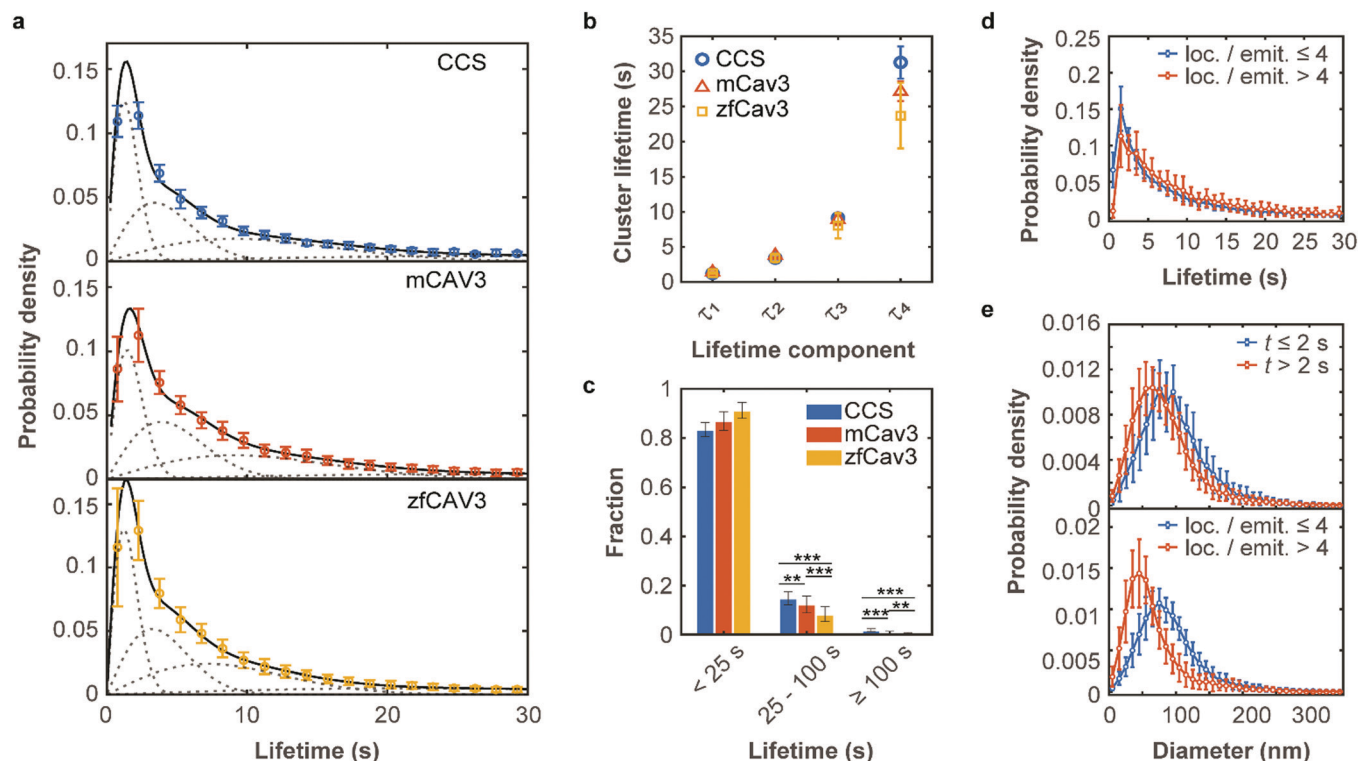 a
CCS
0.15
0.1
0.05
0
mCAV3
0.15
0.1
0.05
0
zfCAV3
0.15
0.1
0.05
0
0 10 20 30
Probability density
Lifetime (s)
b
35
30
25
20
15
10
5
0
CCS
mCav3
zfCav3
τ1 τ2 τ3 τ4
Cluster lifetime (s)
Lifetime component
c
1
0.8
0.6
0.4
0.2
0
CCS
mCav3
zfCav3
***
** ***
***
*** **
< 25 s 25 - 100 s ≥ 100 s
Fraction
Lifetime (s)
d
0.25
0.20
0.15
0.10
0.05
0
loc. / emit. ≤ 4
loc. / emit. > 4
0 5 10 15 20 25 30
Probability density
Lifetime (s)
e
0.016
0.012
0.008
0.004
0
t ≤ 2 s
t > 2 s
0.02
0.015
0.01
0.005
0
loc. / emit. ≤ 4
loc. / emit. > 4
0 100 200 300
Probability density
Diameter (nm)